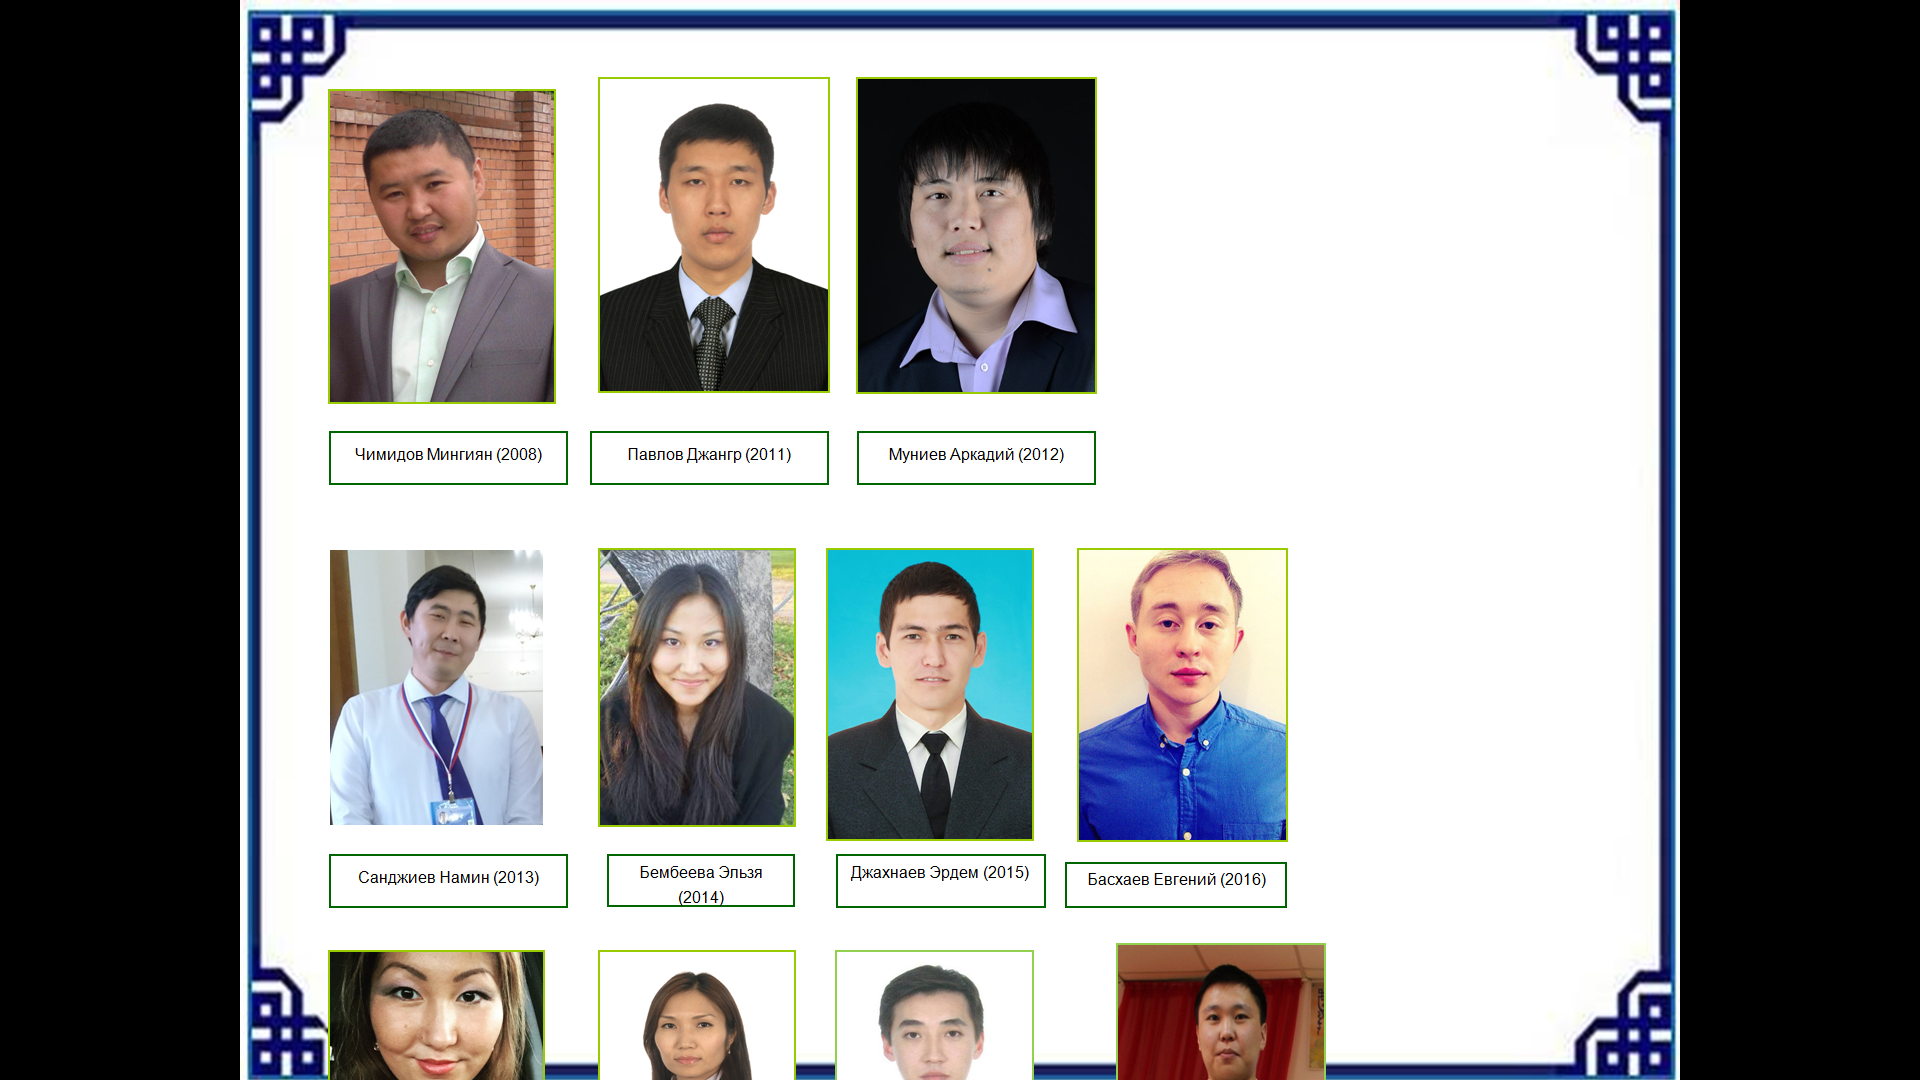 Чимидов Мингиян (2008)
Павлов Джангр (2011)
Муниев Аркадий (2012)
Санджиев Намин (2013)
Бембеева Эльзя
(2014)
Джахнаев Эрдем (2015)
Басхаев Евгений (2016)